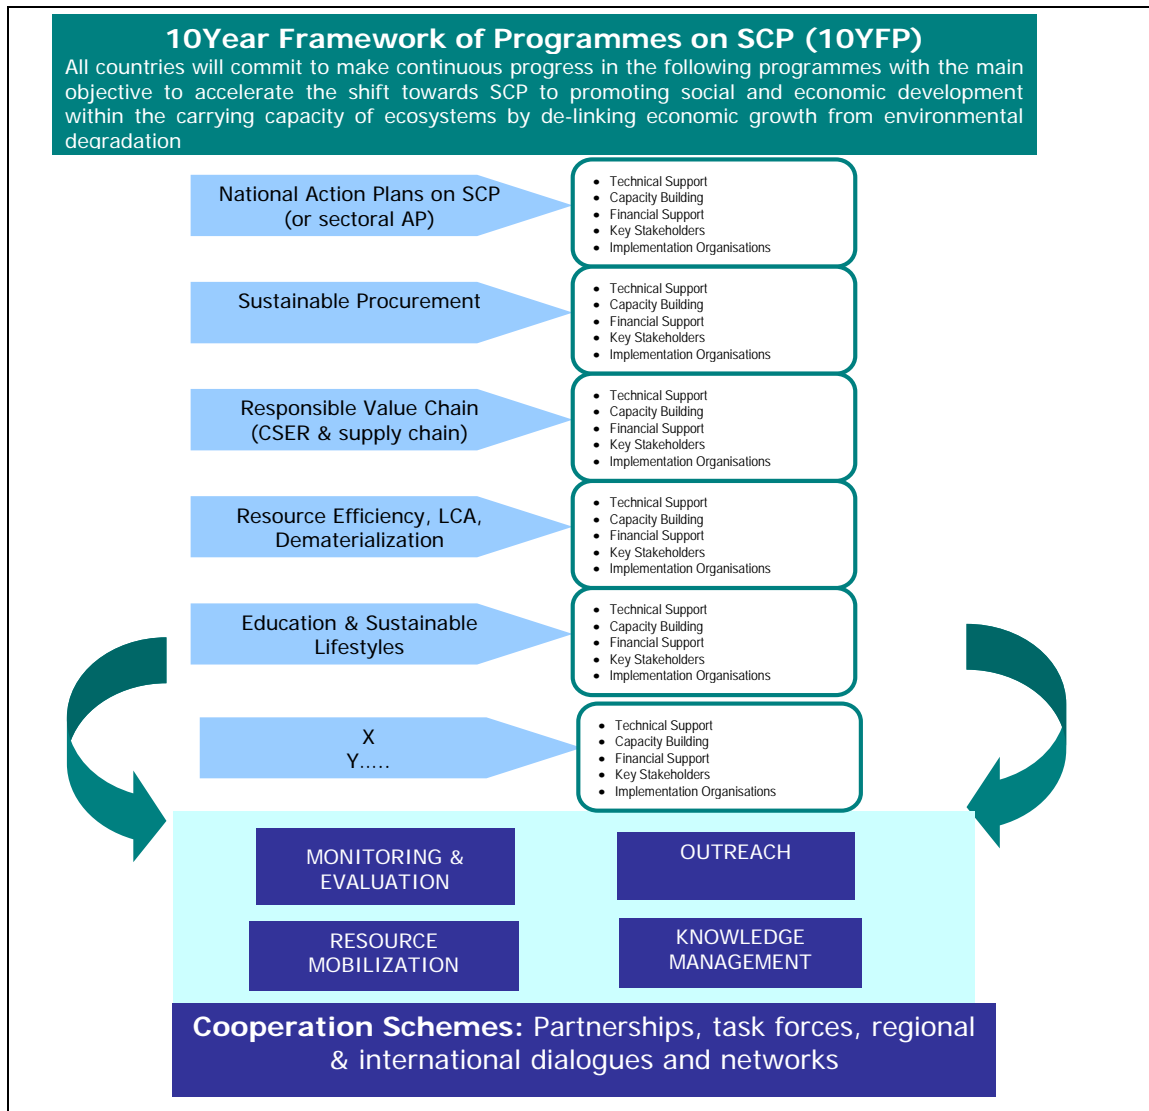 10Year Framework of Programmes on SCP (10YFP)
All countries will commit to make continuous progress in the following programmes with the main
objective to accelerate the shift towards SCP to promoting social and economic development
within the carrying capacity of ecosystems by de-linking economic growth from environmental
degradation
National Action Plans on SCP
(or sectoral AP)
• Technical Support
• Capacity Building
• Financial Support
• Key Stakeholders
• Implementation Organisations
Sustainable Procurement
• Technical Support
• Capacity Building
• Financial Support
• Key Stakeholders
• Implementation Organisations
Responsible Value Chain
(CSER & supply chain)
• Technical Support
• Capacity Building
• Financial Support
• Key Stakeholders
• Implementation Organisations
Resource Efficiency, LCA,
Dematerialization
• Technical Support
• Capacity Building
• Financial Support
• Key Stakeholders
• Implementation Organisations
Education & Sustainable
Lifestyles
• Technical Support
• Capacity Building
• Financial Support
• Key Stakeholders
• Implementation Organisations
X
Y.....
• Technical Support
• Capacity Building
• Financial Support
• Key Stakeholders
• Implementation Organisations
MONITORING &
EVALUATION
OUTREACH
RESOURCE
MOBILIZATION
KNOWLEDGE
MANAGEMENT
Cooperation Schemes: Partnerships, task forces, regional
& international dialogues and networks